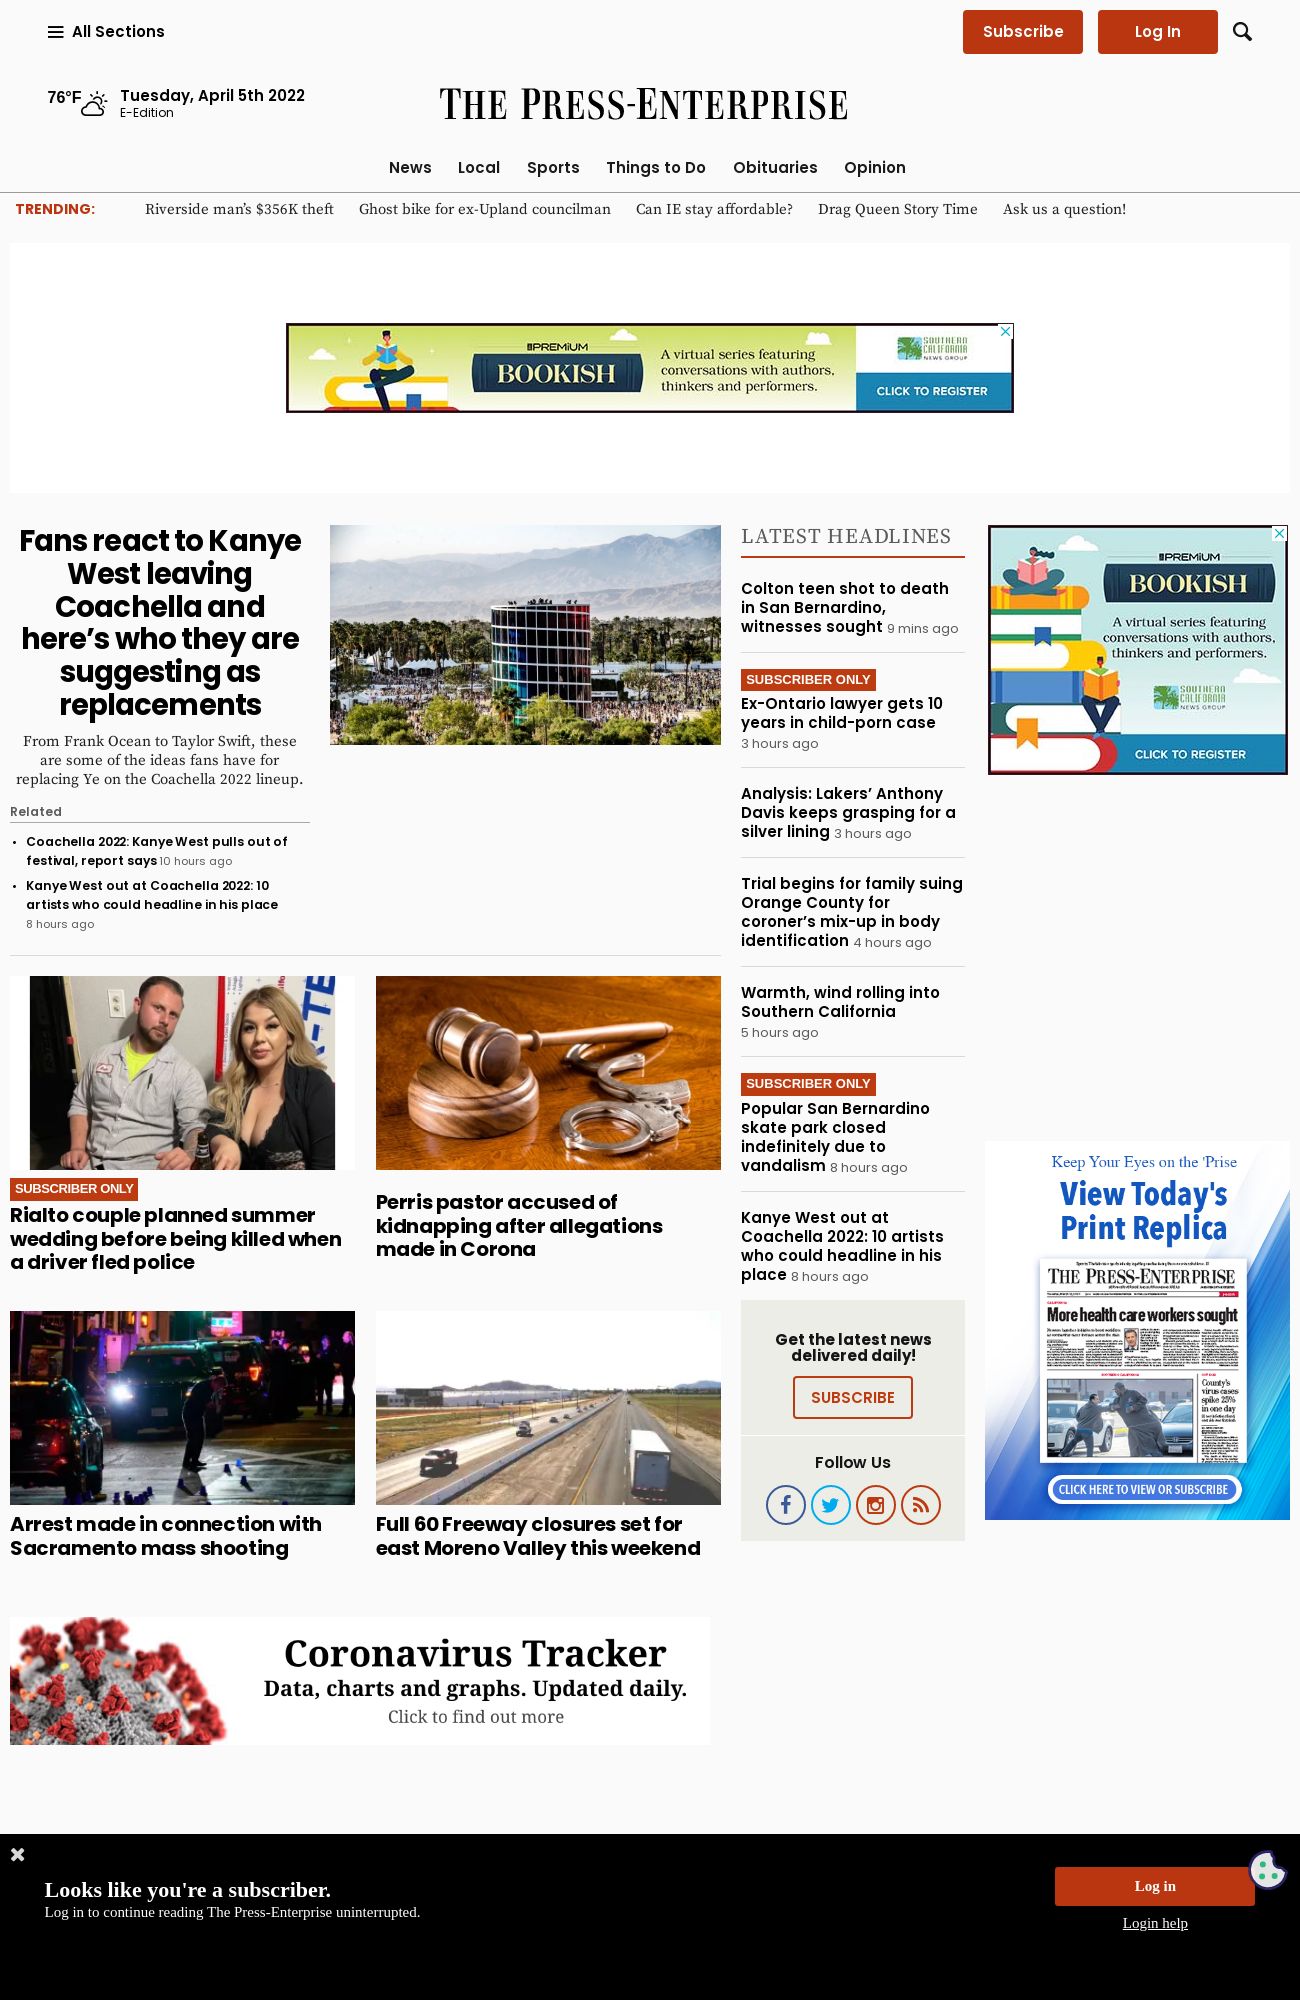 All Sections
Subscribe
Log In
76°F
Tuesday, April 5th 2022
E-Edition
THE PRESS-ENTERPRISE
News
Local
Sports
Things to Do
Obituaries
Opinion
TRENDING:
Riverside man’s $356K theft
Ghost bike for ex-Upland councilman
Can IE stay affordable?
Drag Queen Story Time
Ask us a question!
PREMIUM
BOOKISH
A virtual series featuring
conversations with authors,
thinkers and performers.
SOUTHERN
CALIFORNIA
NEWS GROUP
CLICK TO REGISTER
Fans react to Kanye
West leaving
Coachella and
here’s who they are
suggesting as
replacements
From Frank Ocean to Taylor Swift, these
are some of the ideas fans have for
replacing Ye on the Coachella 2022 lineup.
Related
• Coachella 2022: Kanye West pulls out of
festival, report says 10 hours ago
• Kanye West out at Coachella 2022: 10
artists who could headline in his place
8 hours ago
SUBSCRIBER ONLY
Rialto couple planned summer
wedding before being killed when
a driver fled police
Perris pastor accused of
kidnapping after allegations
made in Corona
Arrest made in connection with
Sacramento mass shooting
Full 60 Freeway closures set for
east Moreno Valley this weekend
LATEST HEADLINES
Colton teen shot to death
in San Bernardino,
witnesses sought 9 mins ago
SUBSCRIBER ONLY
Ex-Ontario lawyer gets 10
years in child-porn case
3 hours ago
Analysis: Lakers’ Anthony
Davis keeps grasping for a
silver lining 3 hours ago
Trial begins for family suing
Orange County for
coroner’s mix-up in body
identification 4 hours ago
Warmth, wind rolling into
Southern California
5 hours ago
SUBSCRIBER ONLY
Popular San Bernardino
skate park closed
indefinitely due to
vandalism 8 hours ago
Kanye West out at
Coachella 2022: 10 artists
who could headline in his
place 8 hours ago
Get the latest news
delivered daily!
SUBSCRIBE
Follow Us
PREMIUM
BOOKISH
A virtual series featuring
conversations with authors,
thinkers and performers.
SOUTHERN
CALIFORNIA
NEWS GROUP
CLICK TO REGISTER
Keep Your Eyes on the 'Prise
View Today's
Print Replica
THE PRESS-ENTERPRISE
More health care workers sought
County's
virus cases
spike 25%
in one day
CLICK HERE TO VIEW OR SUBSCRIBE
Coronavirus Tracker
Data, charts and graphs. Updated daily.
Click to find out more
Looks like you're a subscriber.
Log in to continue reading The Press-Enterprise uninterrupted.
Log in
Login help